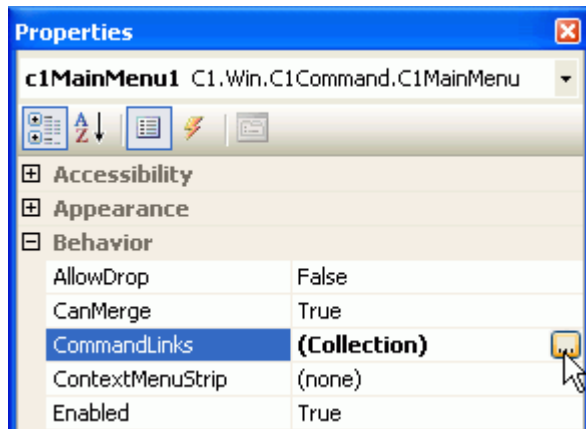 Properties
c1MainMenu1 C1.Win.C1Command.C1MainMenu
Accessibility
Appearance
Behavior
AllowDrop False
CanMerge True
CommandLinks (Collection) ...
ContextMenuStrip (none)
Enabled True